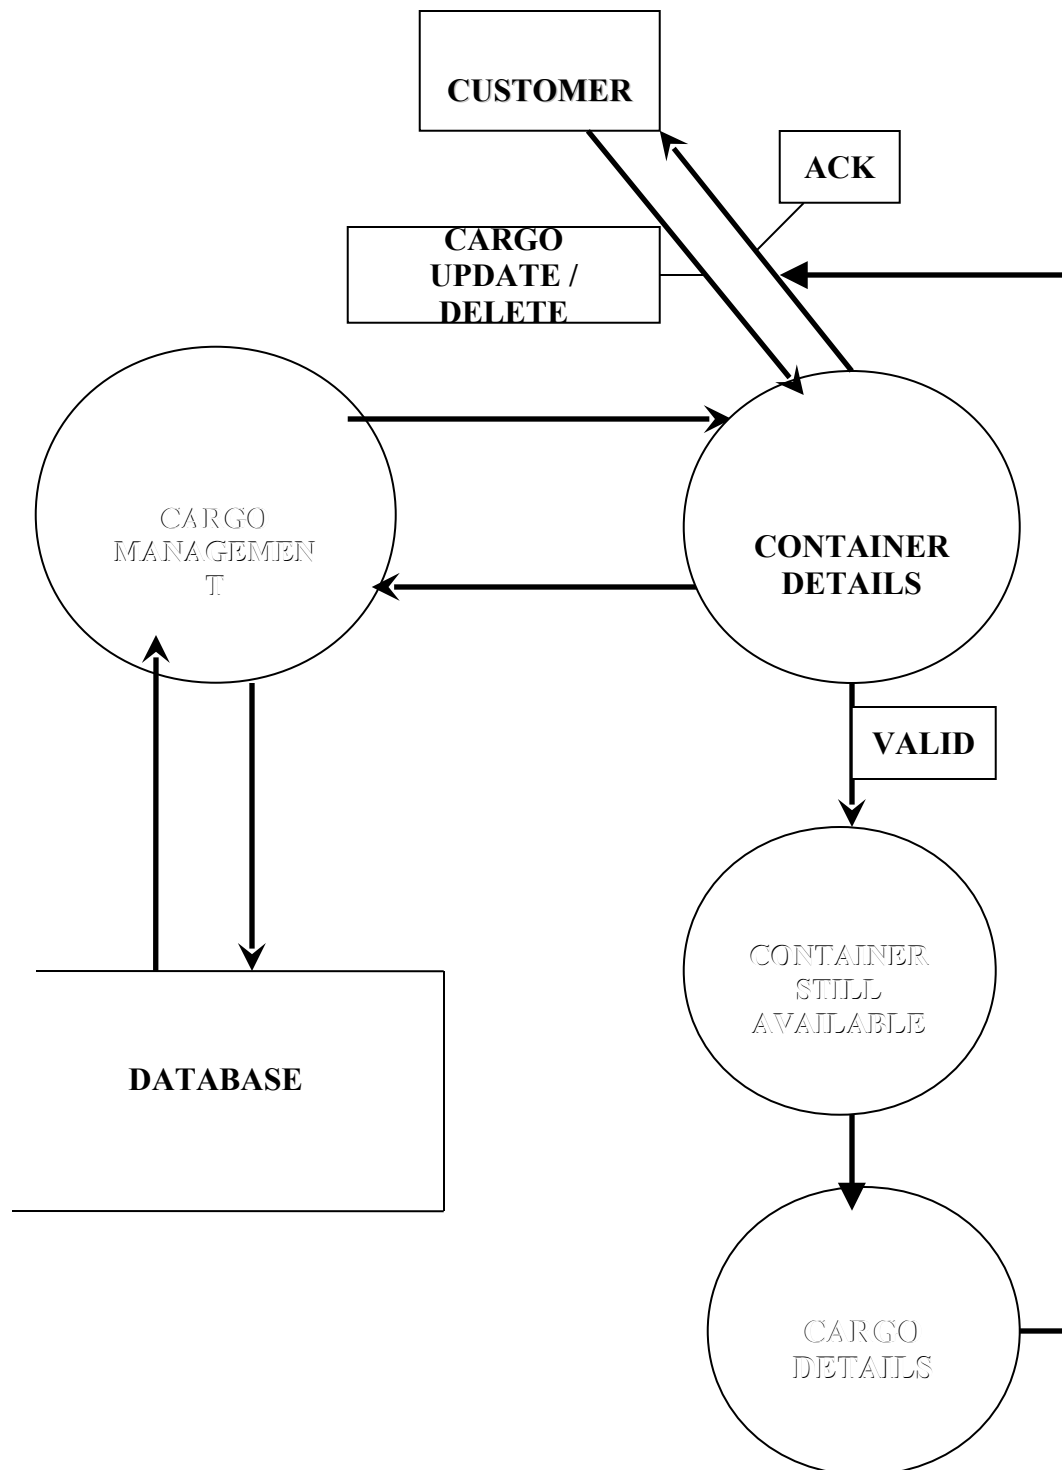 CUSTOMER
ACK
CARGO
UPDATE /
DELETE
CARGO
MANAGEMEN
T
CONTAINER
DETAILS
VALID
CONTAINER
STILL
AVAILABLE
DATABASE
CARGO
DETAILS